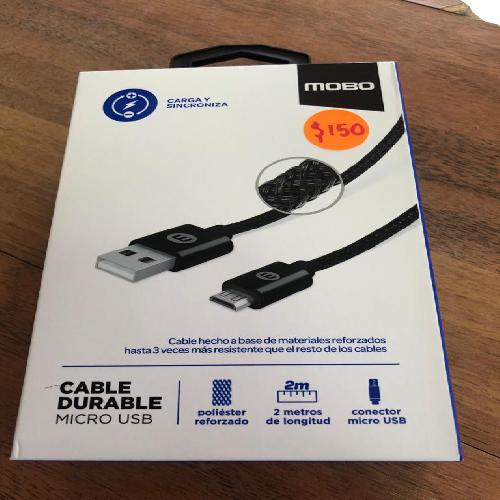 CARGA Y
SINCRONIZA
MOBO
$150
Cable hecho a base de materiales reforzados
hasta 3 veces más resistente que el resto de los cables
CABLE
DURABLE
MICRO USB
poliéster
reforzado
2m
2 metros
de longitud
conector
micro USB